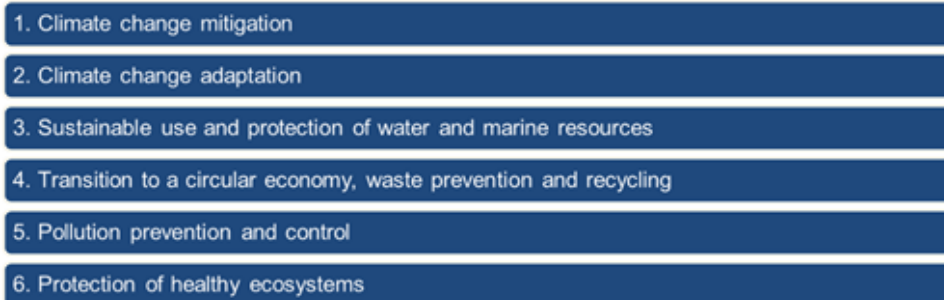 1. Climate change mitigation
2. Climate change adaptation
3. Sustainable use and protection of water and marine resources
4. Transition to a circular economy, waste prevention and recycling
5. Pollution prevention and control
6. Protection of healthy ecosystems